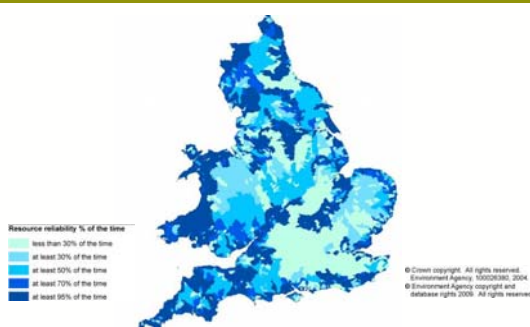 Resource reliability % of the time
less than 30% of the time
at least 30% of the time
at least 50% of the time
at least 70% of the time
at least 95% of the time
© Crown copyright. All rights reserved.
Environment Agency, 100026380, 2004.
© Environment Agency copyright and
database rights 2009. All rights reserved.